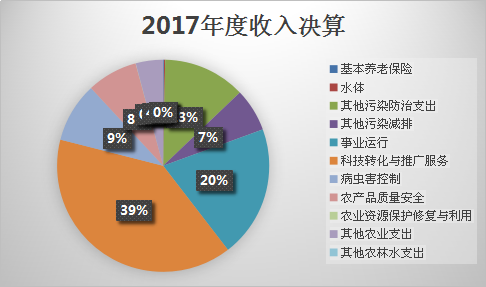 2017年度收入决算
3%
7%
20%
39%
9%
8
0%
基本养老保险
水体
其他污染防治支出
其他污染减排
事业运行
科技转化与推广服务
病虫害控制
农产品质量安全
农业资源保护修复与利用
其他农业支出
其他农林水支出